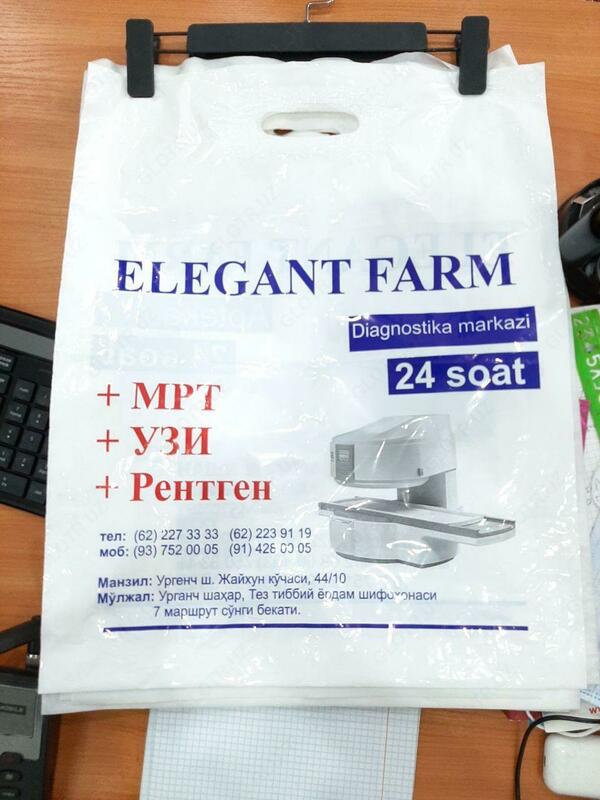 ELEGANT FARM
Diagnostika markazi
24 soat
+ МРТ
+ УЗИ
+ Рентген
тел: (62) 227 33 33 (62) 223 91 19
моб: (93) 752 00 05 (91) 428 00 05
Манзил: Ургенч ш. Жайхун кўчаси, 44/10
Мўлжал: Урганч шаҳар, Тез тиббий ёрдам шифохонаси
7 маршрут сўнги бекати.